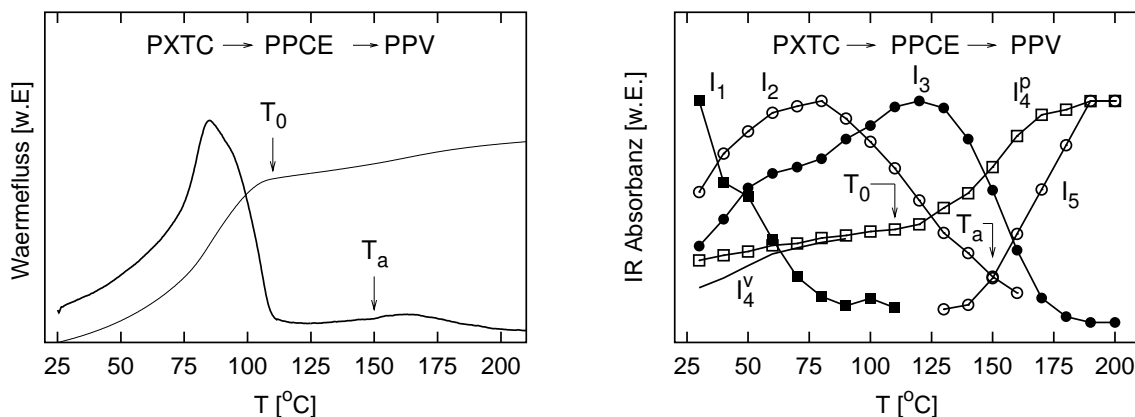 PXTC → PPCE → PPV
T0
Ta
Waermefluss [w.E]
25 50 75 100 125 150 175 200
T [°C]
PXTC → PPCE → PPV
I1 I2 I3 I4p
T0
Ta
I5
I4v
IR Absorbanz [w.E.]
25 50 75 100 125 150 175 200
T [°C]